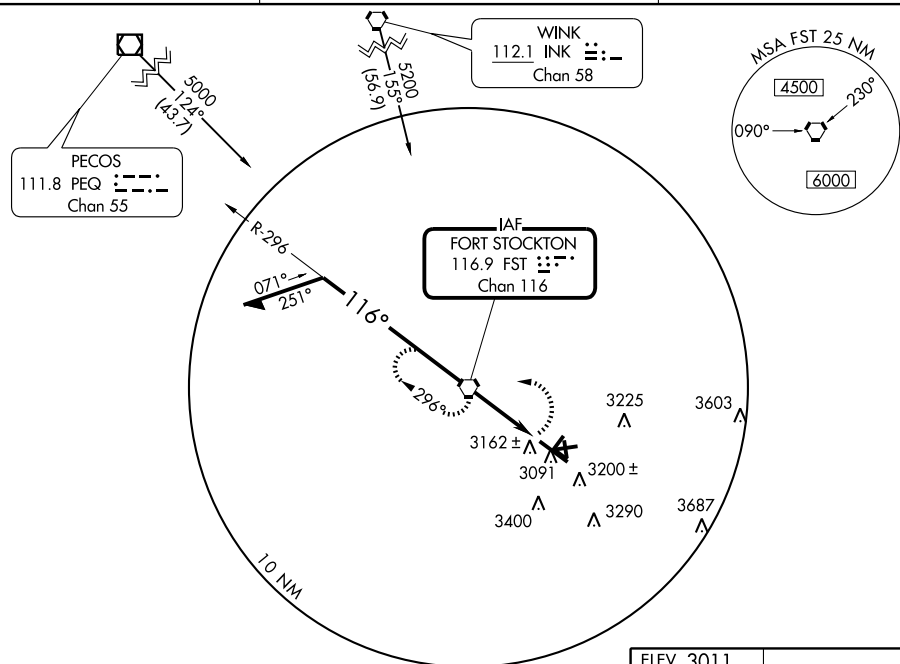 WINK
112.1 INK
Chan 58
5000
124°
(43.7)
5200
155°
(56.9)
MSA FST 25 NM
4500
230°
090°
6000
PECOS
111.8 PEQ
Chan 55
R-296
IAF
FORT STOCKTON
116.9 FST
Chan 116
071°
251°
116°
296°
3225
3603
3162 ±
3091
3200 ±
3400
3290
3687
10 NM
ELEV 3011